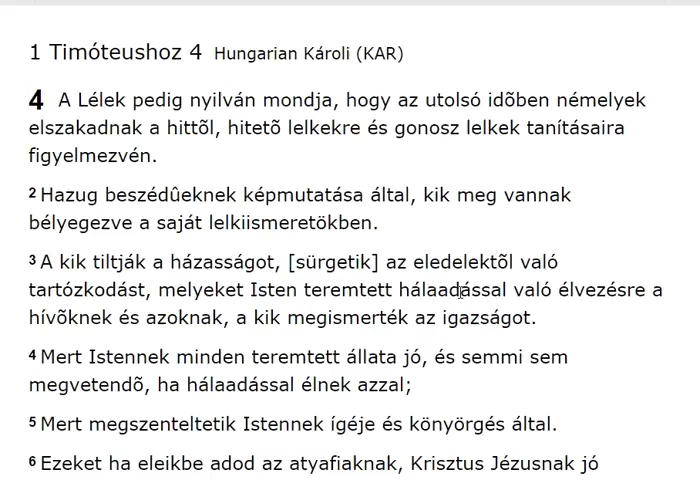 1 Timóteushoz 4 Hungarian Károli (KAR)
4 A Lélek pedig nyilván mondja, hogy az utolsó idõben némelyek
elszakadnak a hittõl, hitetõ lelkekre és gonosz lelkek tanításaira
figyelmezvén.
2 Hazug beszédûeknek képmutatása által, kik meg vannak
bélyegezve a saját lelkiismeretökben.
3 A kik tiltják a házasságot, [sürgetik] az eledelektõl való
tartózkodást, melyeket Isten teremtett hálaadással való élvezésre a
hívõknek és azoknak, a kik megismerték az igazságot.
4 Mert Istennek minden teremtett állata jó, és semmi sem
megvetendõ, ha hálaadással élnek azzal;
5 Mert megszenteltetik Istennek ígéje és könyörgés által.
6 Ezeket ha eleikbe adod az atyafiaknak, Krisztus Jézusnak jó